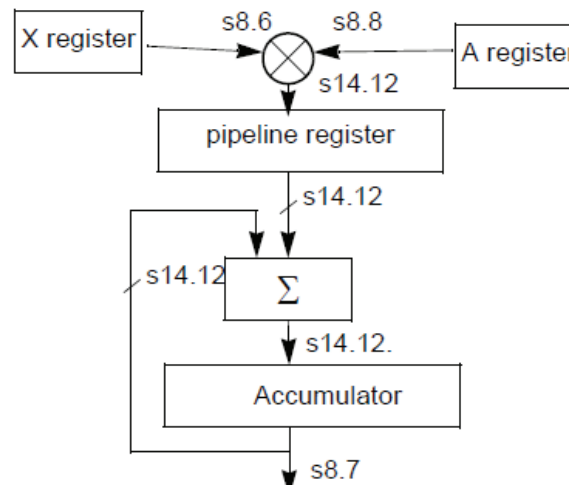 X register
s8.6
s8.8
A register
s14.12
pipeline register
s14.12
s14.12
Σ
s14.12.
Accumulator
s8.7